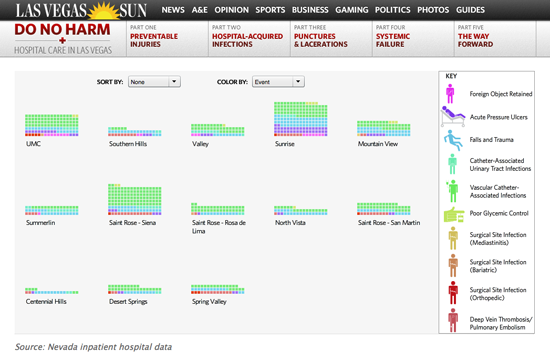 LAS VEGAS SUN
NEWS A&E OPINION SPORTS BUSINESS GAMING POLITICS PHOTOS GUIDES
DO NO HARM
+
HOSPITAL CARE IN LAS VEGAS
PART ONE
PREVENTABLE
INJURIES
PART TWO
HOSPITAL-ACQUIRED
INFECTIONS
PART THREE
PUNCTURES
& LACERATIONS
PART FOUR
SYSTEMIC
FAILURE
PART FIVE
THE WAY
FORWARD
SORT BY: None
COLOR BY: Event
UMC
Southern Hills
Valley
Sunrise
Mountain View
Summerlin
Saint Rose - Siena
Saint Rose - Rosa de
Lima
North Vista
Saint Rose - San Martin
Centennial Hills
Desert Springs
Spring Valley
KEY
Foreign Object Retained
Acute Pressure Ulcers
Falls and Trauma
Catheter-Associated
Urinary Tract Infections
Vascular Catheter-
Associated Infections
Poor Glycemic Control
Surgical Site Infection
(Mediastinitis)
Surgical Site Infection
(Bariatric)
Surgical Site Infection
(Orthopedic)
Deep Vein Thrombosis/
Pulmonary Embolism
Source: Nevada inpatient hospital data